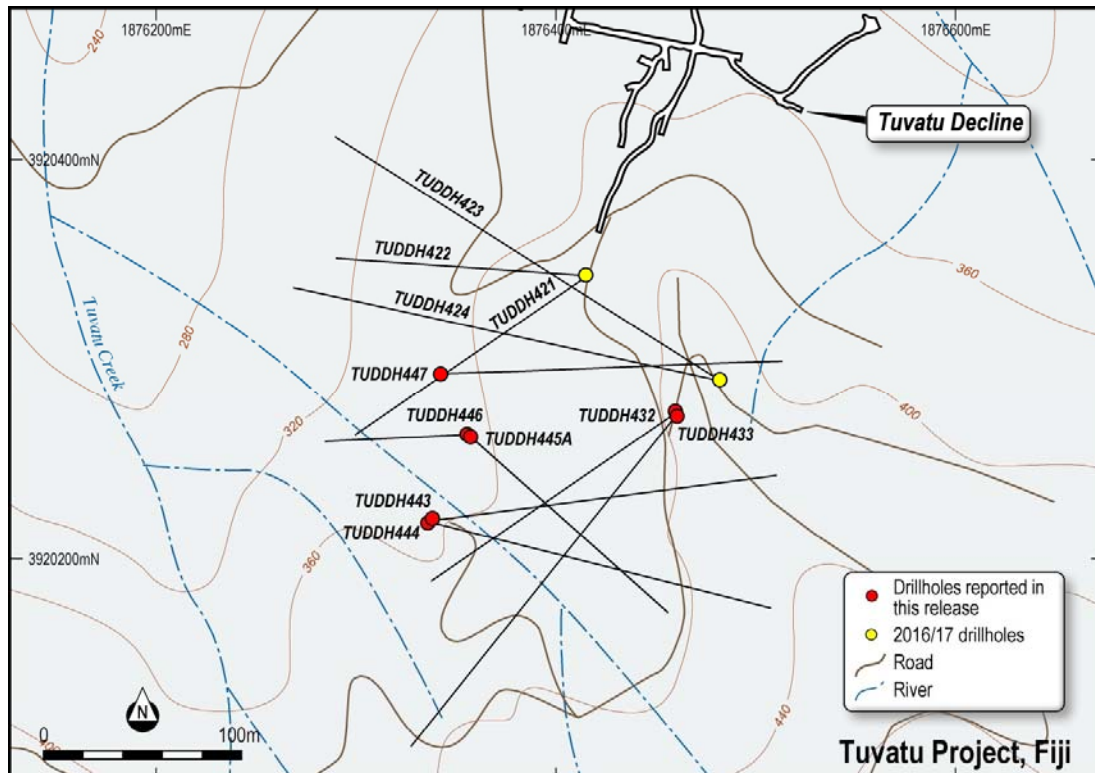 1876200mE
1876400mE
1876600mE
240
Tuvatu Decline
3920400mN
TUDDH423
TUDDH422
TUDDH421
360
TUDDH424
280
Tuvatu Creek
TUDDH447
400
TUDDH446
TUDDH432
TUDDH445A
TUDDH433
320
TUDDH443
TUDDH444
3920200mN
360
Drillholes reported in
this release
2016/17 drillholes
Road
River
N
440
0
100m
400
Tuvatu Project, Fiji